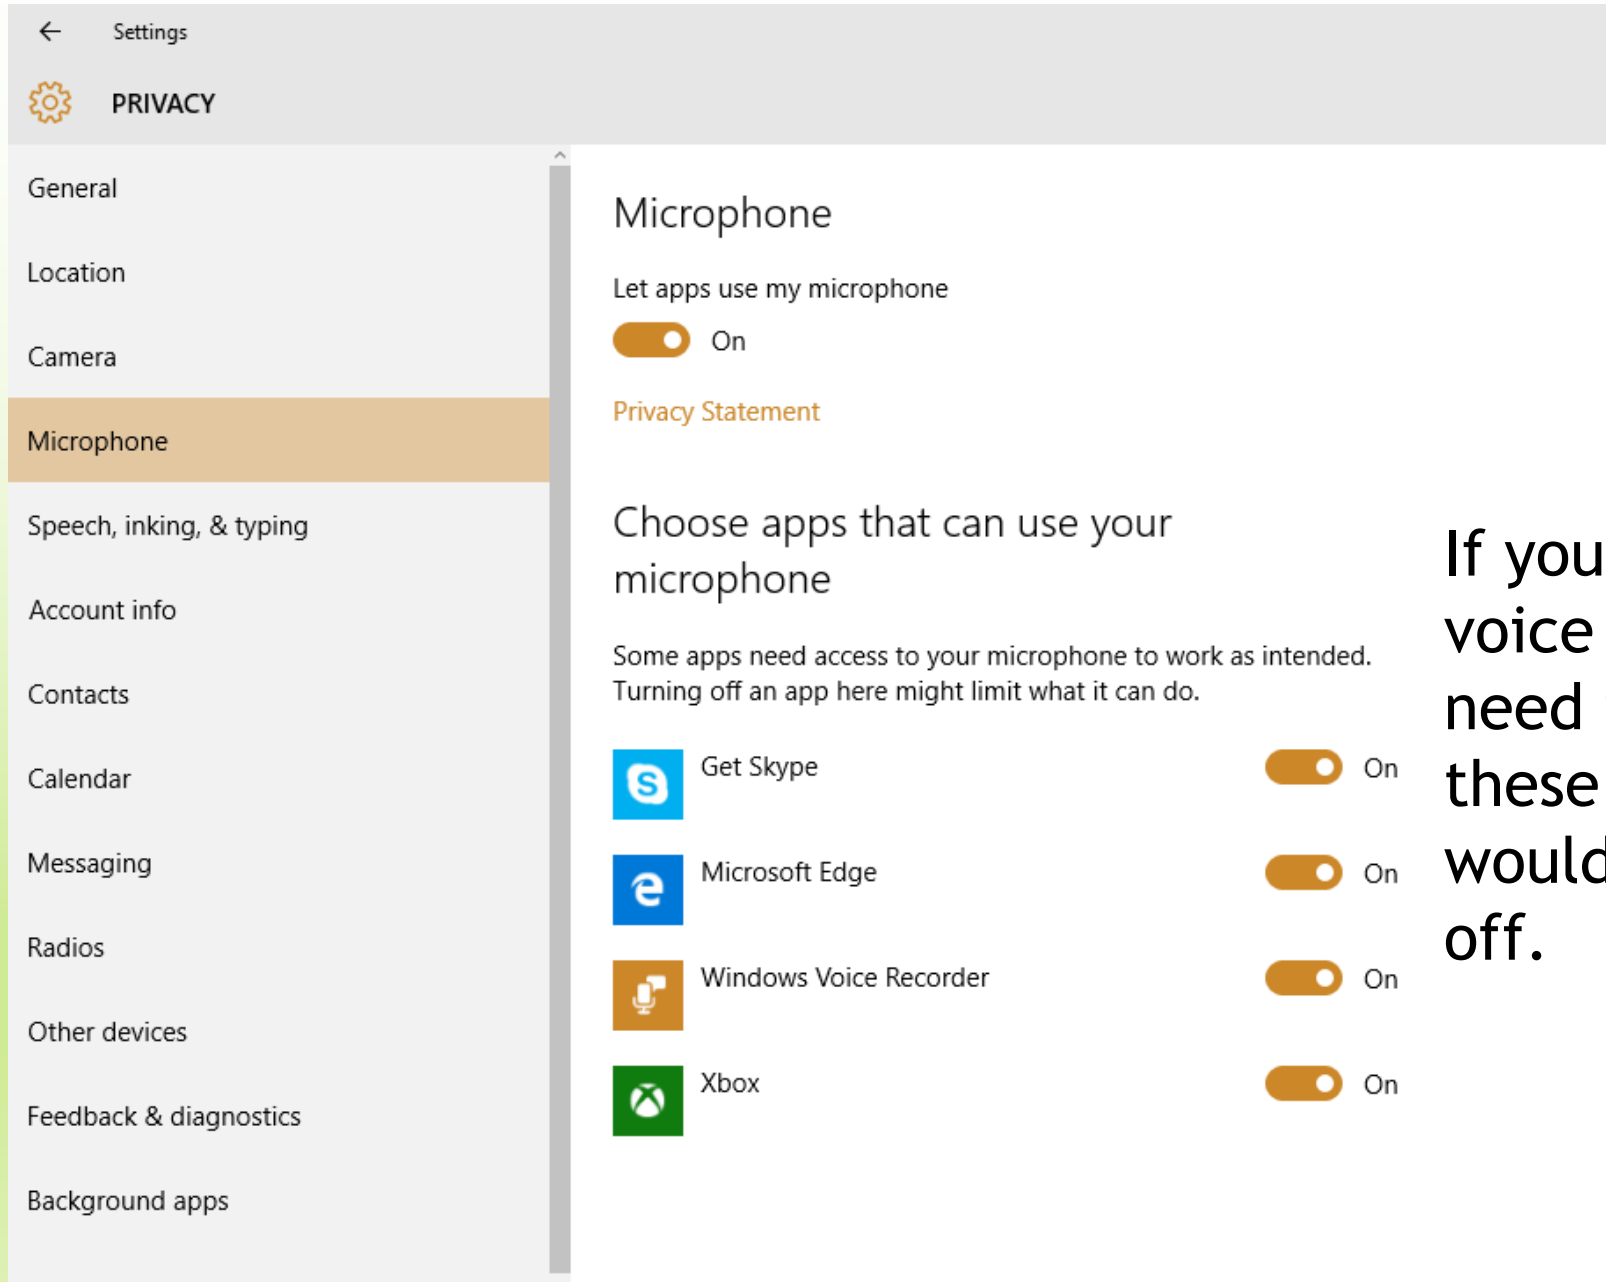 Settings
PRIVACY
General
Location
Camera
Microphone
Speech, inking, & typing
Account info
Contacts
Calendar
Messaging
Radios
Other devices
Feedback & diagnostics
Background apps
Microphone
Let apps use my microphone
On
Privacy Statement
Choose apps that can use your
microphone
Some apps need access to your microphone to work as intended.
Turning off an app here might limit what it can do.
Get Skype On
Microsoft Edge On
Windows Voice Recorder On
Xbox On
If you
voice
need
these
would
off.